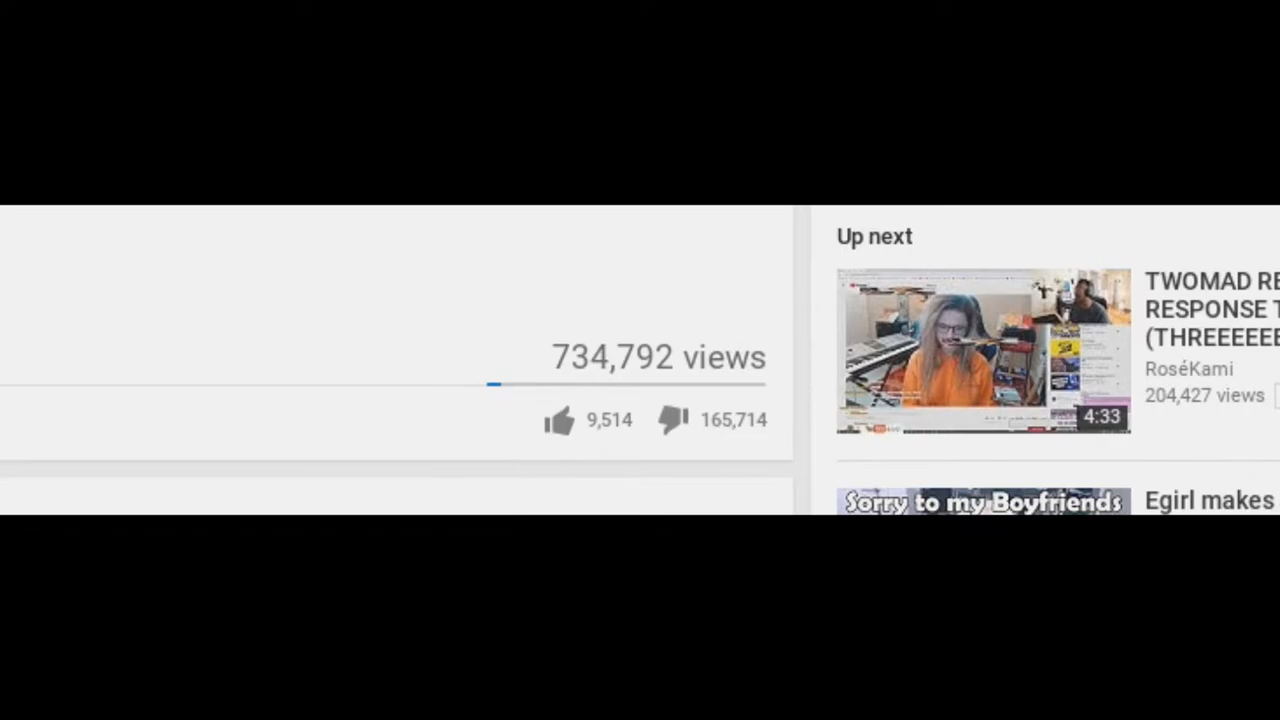 Up next
734,792 views
9,514
165,714
4:33
TWOMAD RE
RESPONSE T
(THREEEEEE
RoséKami
204,427 views
Sorry to my Boyfriends
Egirl makes